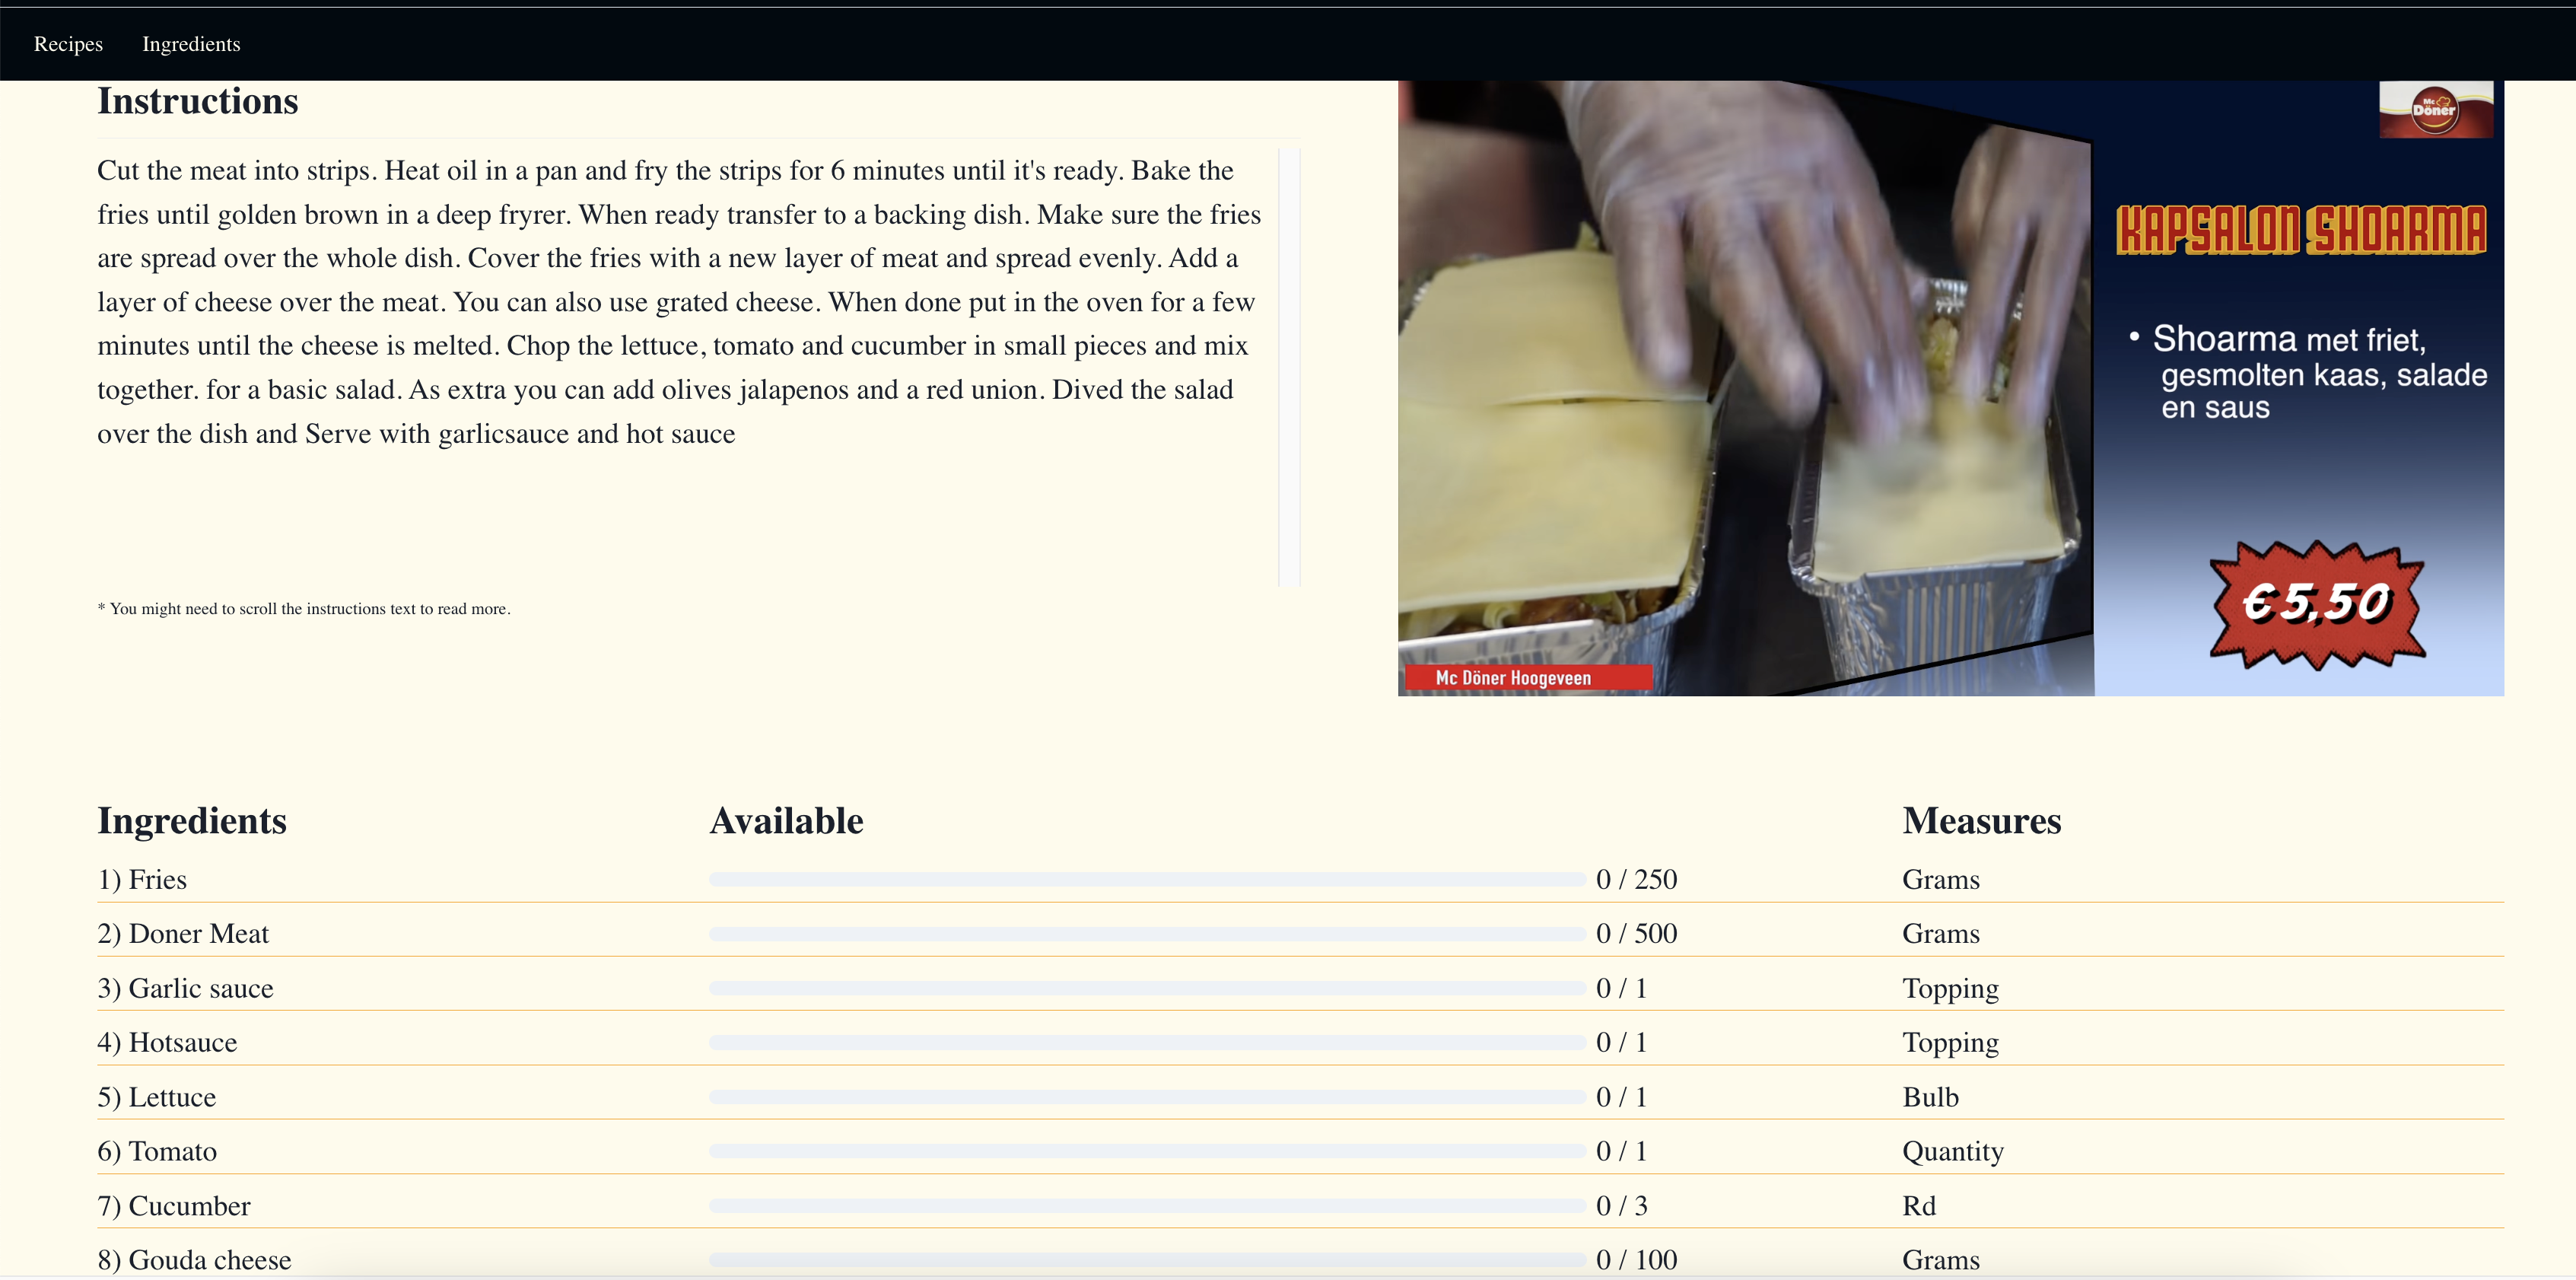 Recipes
Ingredients
Instructions
Cut the meat into strips. Heat oil in a pan and fry the strips for 6 minutes until it's ready. Bake the
fries until golden brown in a deep fryrer. When ready transfer to a backing dish. Make sure the fries
are spread over the whole dish. Cover the fries with a new layer of meat and spread evenly. Add a
layer of cheese over the meat. You can also use grated cheese. When done put in the oven for a few
minutes until the cheese is melted. Chop the lettuce, tomato and cucumber in small pieces and mix
together. for a basic salad. As extra you can add olives jalapenos and a red union. Dived the salad
over the dish and Serve with garlicsauce and hot sauce
* You might need to scroll the instructions text to read more.
Mc
Döner
KAPSALON SHOARMA
• Shoarma met friet,
gesmolten kaas, salade
en saus
€5,50
Mc Döner Hoogeveen
Ingredients Available Measures
1) Fries 0 / 250 Grams
2) Doner Meat 0 / 500 Grams
3) Garlic sauce 0 / 1 Topping
4) Hotsauce 0 / 1 Topping
5) Lettuce 0 / 1 Bulb
6) Tomato 0 / 1 Quantity
7) Cucumber 0 / 3 Rd
8) Gouda cheese 0 / 100 Grams